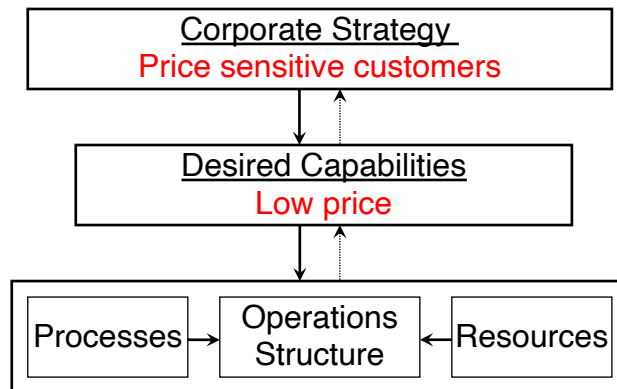 Corporate Strategy
Price sensitive customers
Desired Capabilities
Low price
Processes
Operations
Structure
Resources